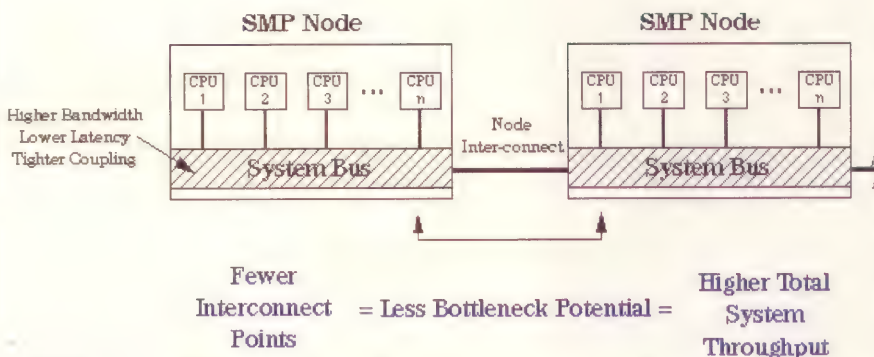 SMP Node
SMP Node
CPU
1
CPU
2
CPU
3
...
CPU
n
CPU
1
CPU
2
CPU
3
...
CPU
n
Higher Bandwidth
Lower Latency
Tighter Coupling
Node
Inter-connect
System Bus
System Bus
Fewer
Interconnect
Points
= Less Bottleneck Potential =
Higher Total
System
Throughput